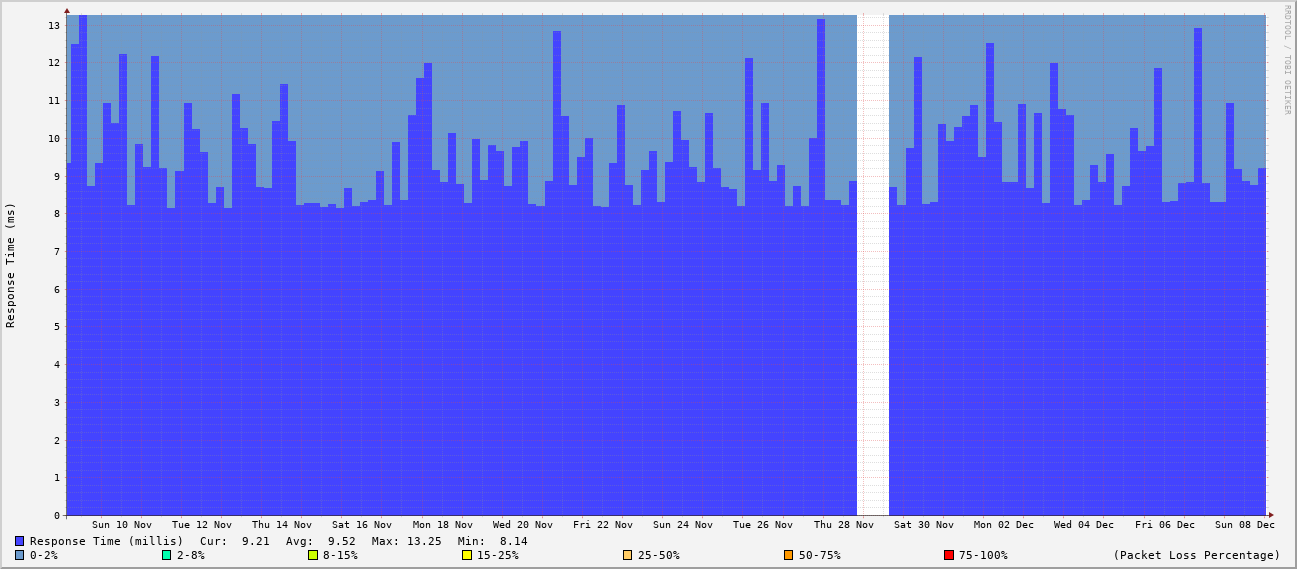 RRDTOOL / TOBI OETIKER
Response Time (ms)
13
12
11
10
9
8
7
6
5
4
3
2
1
0
Sun 10 Nov Tue 12 Nov Thu 14 Nov Sat 16 Nov Mon 18 Nov Wed 20 Nov Fri 22 Nov Sun 24 Nov Tue 26 Nov Thu 28 Nov Sat 30 Nov Mon 02 Dec Wed 04 Dec Fri 06 Dec Sun 08 Dec
Response Time (millis) Cur: 9.21 Avg: 9.52 Max: 13.25 Min: 8.14
0-2% 2-8% 8-15% 15-25% 25-50% 50-75% 75-100% (Packet Loss Percentage)